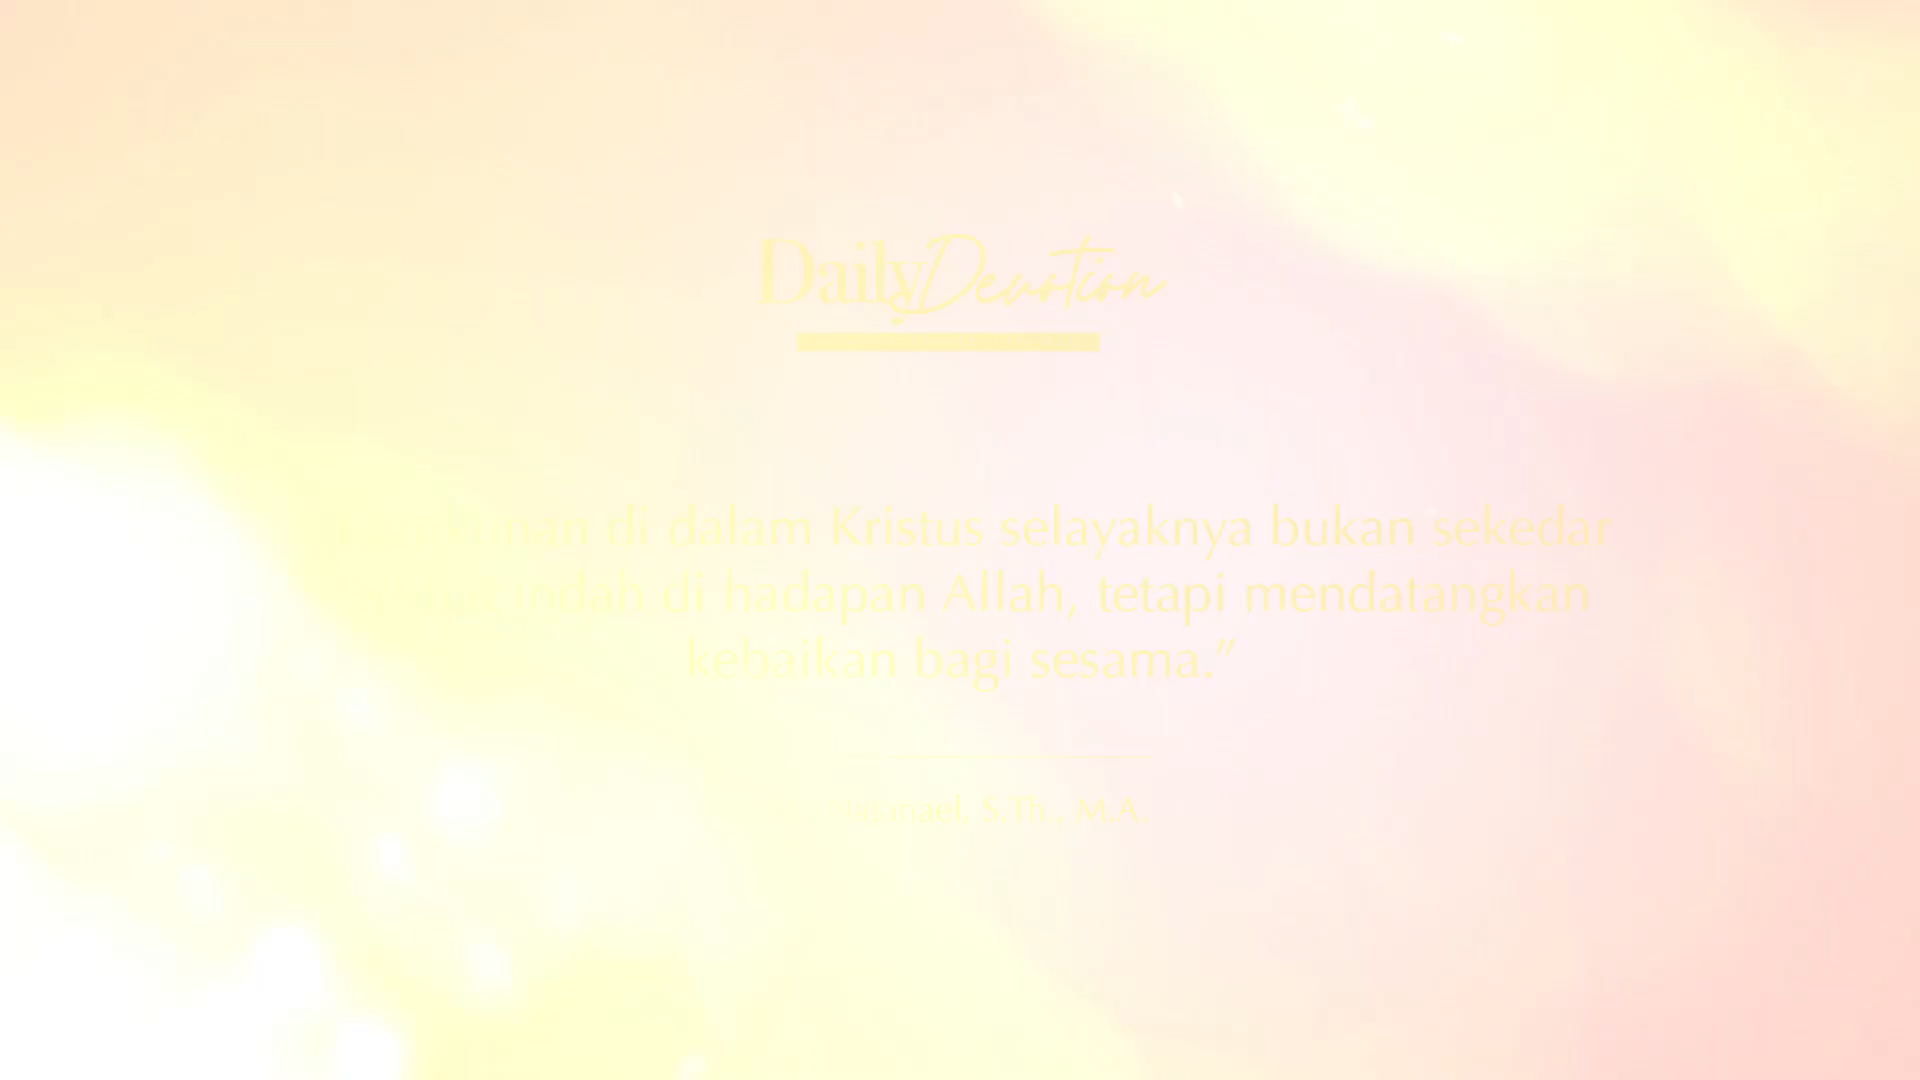 Daily Devotion
di dalam Kristus selayaknya bukan sekedar
indah di hadapan Allah, tetapi mendatangkan
kebaikan bagi sesama.”
S.Th., M.A.